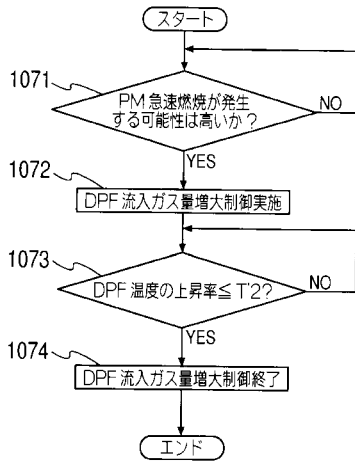 スタート
1071
PM 急速燃焼が発生
する可能性は高いか？
NO
YES
1072
DPF 流入ガス量増大制御実施
1073
DPF 温度の上昇率≦T'2?
NO
YES
1074
DPF 流入ガス量増大制御終了
エンド